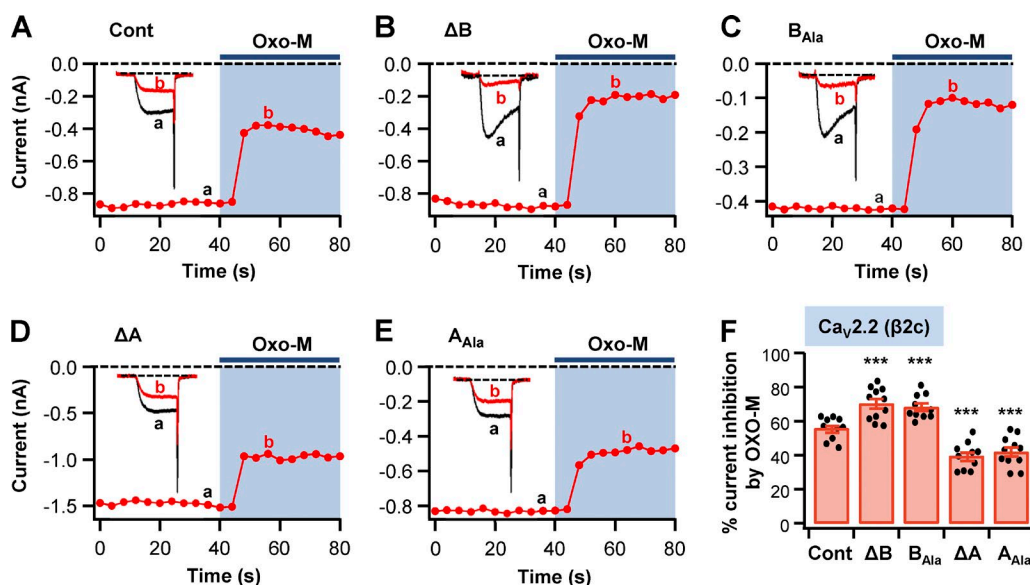 A
Cont
Oxo-M
Current (nA)
0.0
-0.2
-0.4
-0.6
-0.8
b
a
b
a
0
20
40
60
80
Time (s)
B
ΔB
Oxo-M
0.0
-0.2
-0.4
-0.6
-0.8
b
a
b
a
0
20
40
60
80
Time (s)
C
B_Ala
Oxo-M
0.0
-0.1
-0.2
-0.3
-0.4
b
a
b
a
0
20
40
60
80
Time (s)
D
ΔA
Oxo-M
Current (nA)
0.0
-0.5
-1.0
-1.5
b
a
b
a
0
20
40
60
80
Time (s)
E
A_Ala
Oxo-M
0.0
-0.2
-0.4
-0.6
-0.8
b
a
b
a
0
20
40
60
80
Time (s)
F
Ca_V2.2 (β2c)
% current inhibition
by OXO-M
100
80
60
40
20
0
*** *** *** ***
Cont ΔB B_Ala ΔA A_Ala